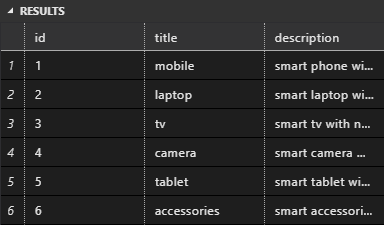 RESULTS
id title description
1 1 mobile smart phone wi...
2 2 laptop smart laptop wi...
3 3 tv smart tv with n...
4 4 camera smart camera ...
5 5 tablet smart tablet wi...
6 6 accessories smart accessori...